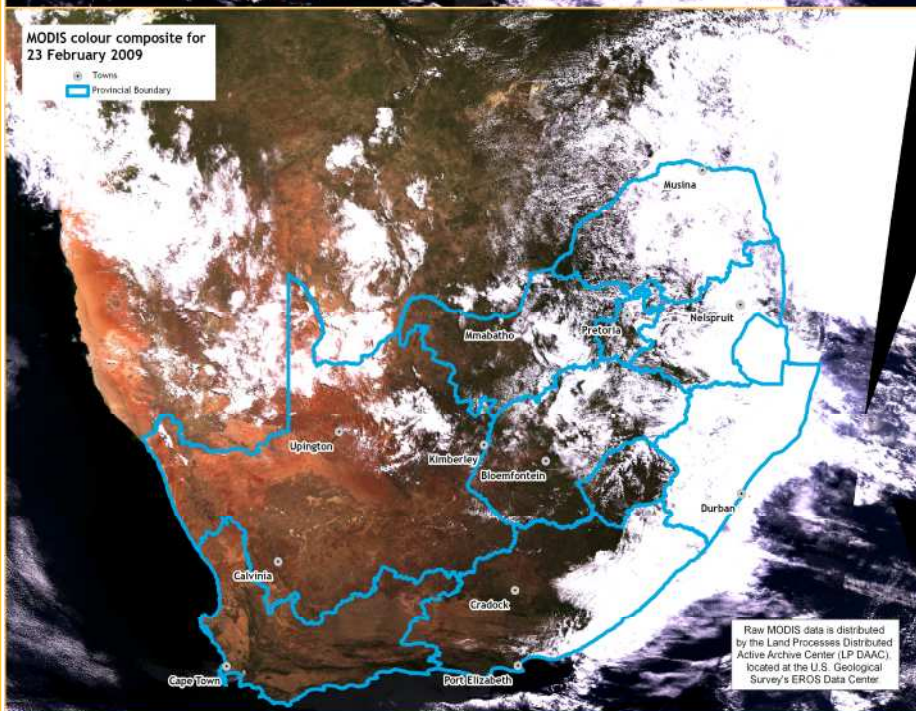 MODIS colour composite for
23 February 2009
Towns
Provincial Boundary
Musina
Nelspruit
Mmabatho
Pretoria
Upington
Kimberley
Bloemfontein
Durban
Calvinia
Cradock
Cape Town
Port Elizabeth
Raw MODIS data is distributed
by the Land Processes Distributed
Active Archive Center (LP DAAC),
located at the U.S. Geological
Survey's EROS Data Center